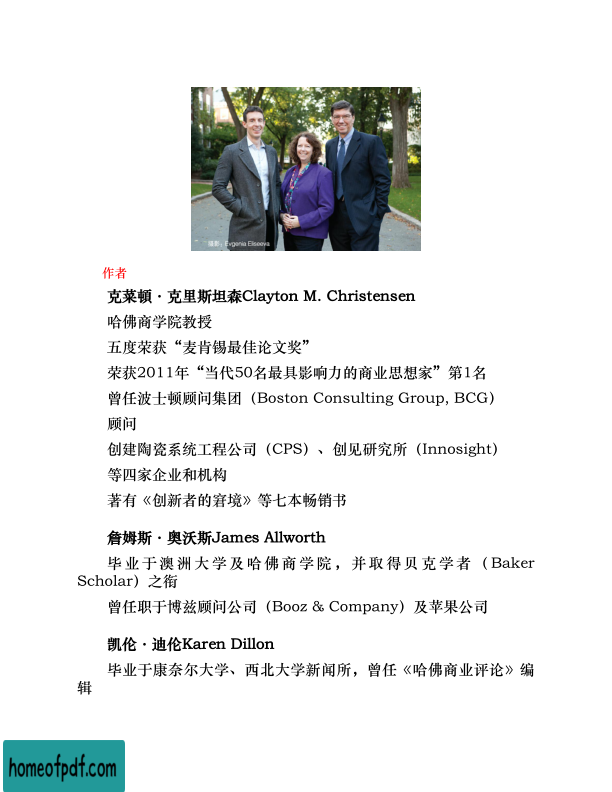 摄影：Evgenia Eliseeva
作者
克莱顿·克里斯坦森Clayton M. Christensen
哈佛商学院教授
五度荣获“麦肯锡最佳论文奖”
荣获2011年“当代50名最具影响力的商业思想家”第1名
曾任波士顿顾问集团（Boston Consulting Group, BCG）
顾问
创建陶瓷系统工程公司（CPS）、创见研究所（Innosight）
等四家企业和机构
著有《创新者的窘境》等七本畅销书
詹姆斯·奥沃斯James Allworth
毕业于澳洲大学及哈佛商学院，并取得贝克学者（Baker
Scholar）之衔
曾任职于博兹顾问公司（Booz & Company）及苹果公司
凯伦·迪伦Karen Dillon
毕业于康奈尔大学、西北大学新闻所，曾任《哈佛商业评论》编
辑
homeofpdf.com